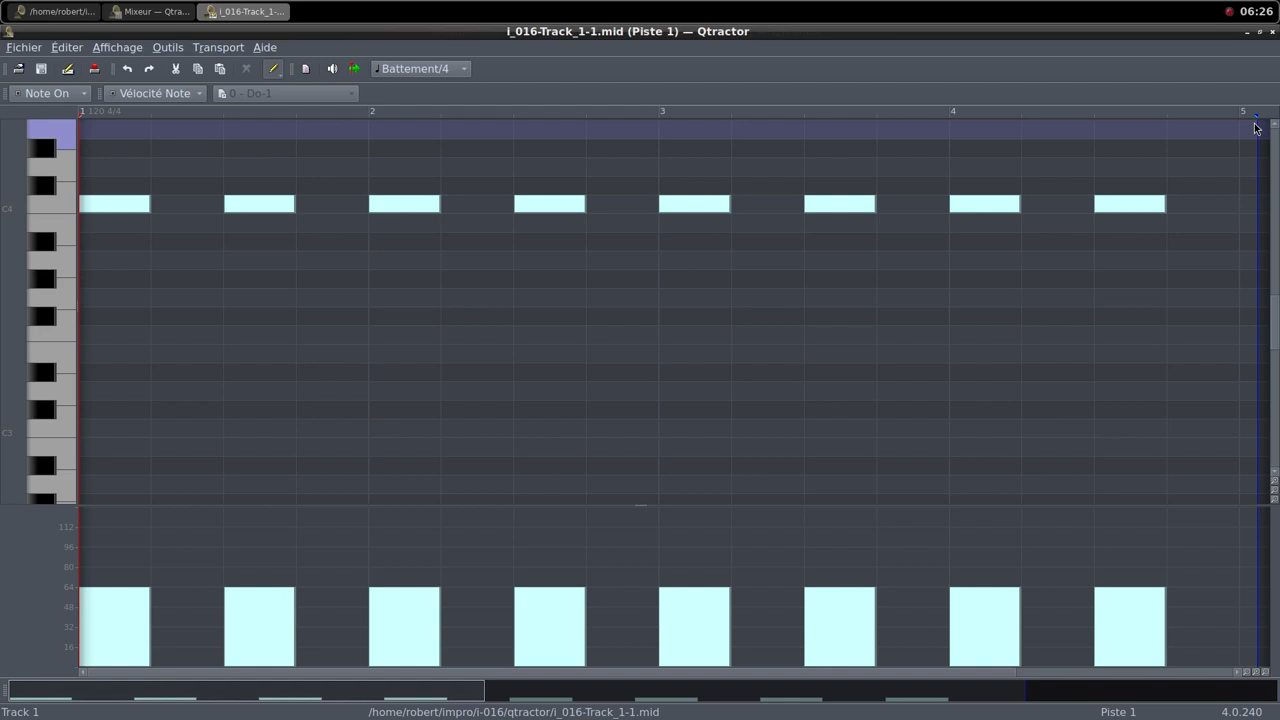 /home/robert/i...
Mixeur — Qtra...
i_016-Track_1-...
06:26
i_016-Track_1-1.mid (Piste 1) — Qtractor
Fichier Éditer Affichage Outils Transport Aide
Battement/4
Note On
Vélocité Note
0 - Do-1
1 120 4/4 2 3 4 5
C4
C3
112
96
80
64
48
32
16
Track 1 /home/robert/impro/i-016/qtractor/i_016-Track_1-1.mid Piste 1 4.0.240